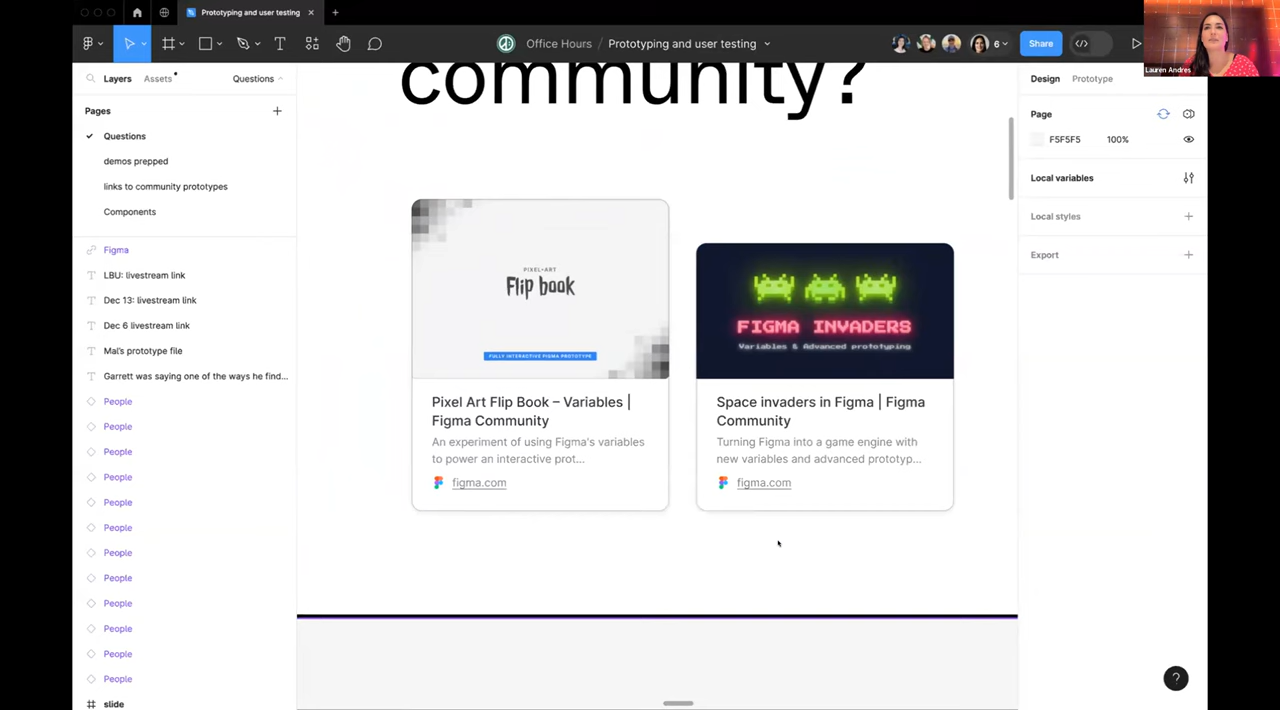 Prototyping and user testing
Office Hours / Prototyping and user testing
6
Share
Lauren Andres
Layers
Assets
Questions
Pages
Questions
demos prepped
links to community prototypes
Components
Figma
LBU: livestream link
Dec 13: livestream link
Dec 6 livestream link
Mal's prototype file
Garrett was saying one of the ways he find...
People
People
People
People
People
People
People
People
People
People
People
People
slide
community?
PIXEL•ART
Flip book
FULLY INTERACTIVE FIGMA PROTOTYPE
Pixel Art Flip Book – Variables |
Figma Community
An experiment of using Figma's variables
to power an interactive prot...
figma.com
FIGMA INVADERS
Variables & Advanced prototyping
Space invaders in Figma | Figma
Community
Turning Figma into a game engine with
new variables and advanced prototyp...
figma.com
Design
Prototype
Page
F5F5F5
100%
Local variables
Local styles
Export
?